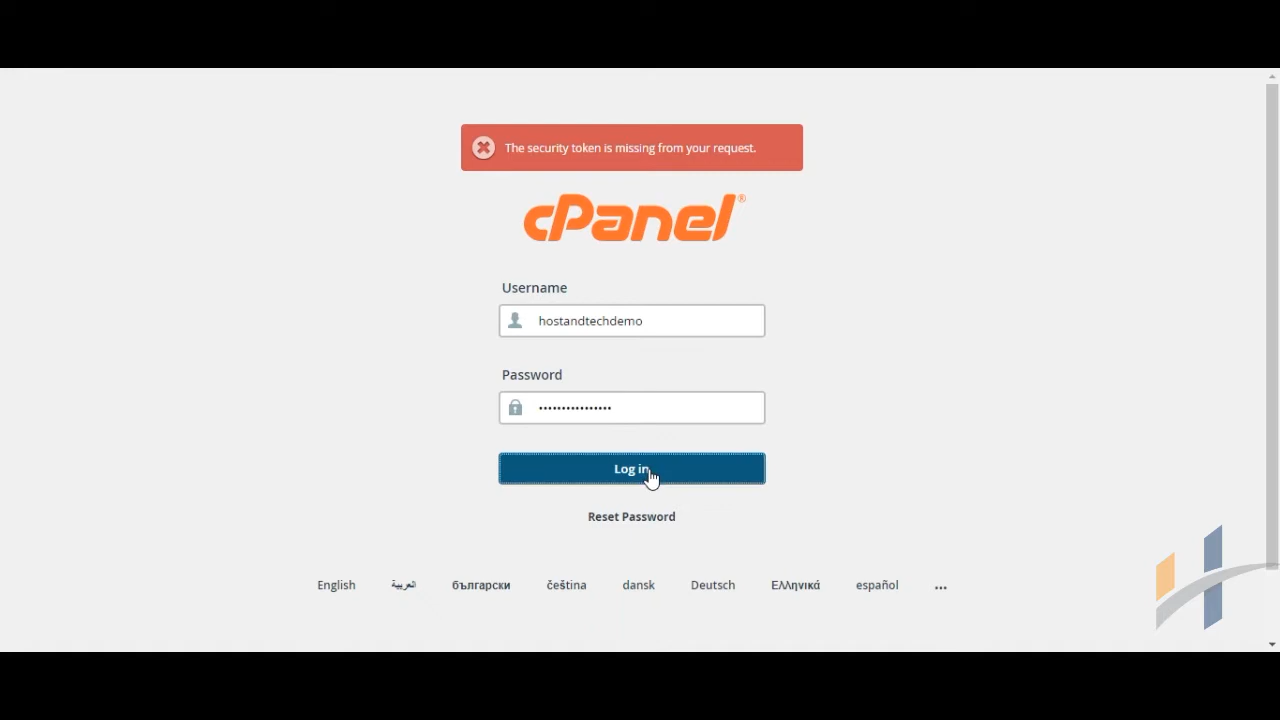 The security token is missing from your request.
cPanel®
Username
hostandtechdemo
Password
••••••••••••••••
Log in
Reset Password
English العربية български čeština dansk Deutsch Ελληνικά español ...